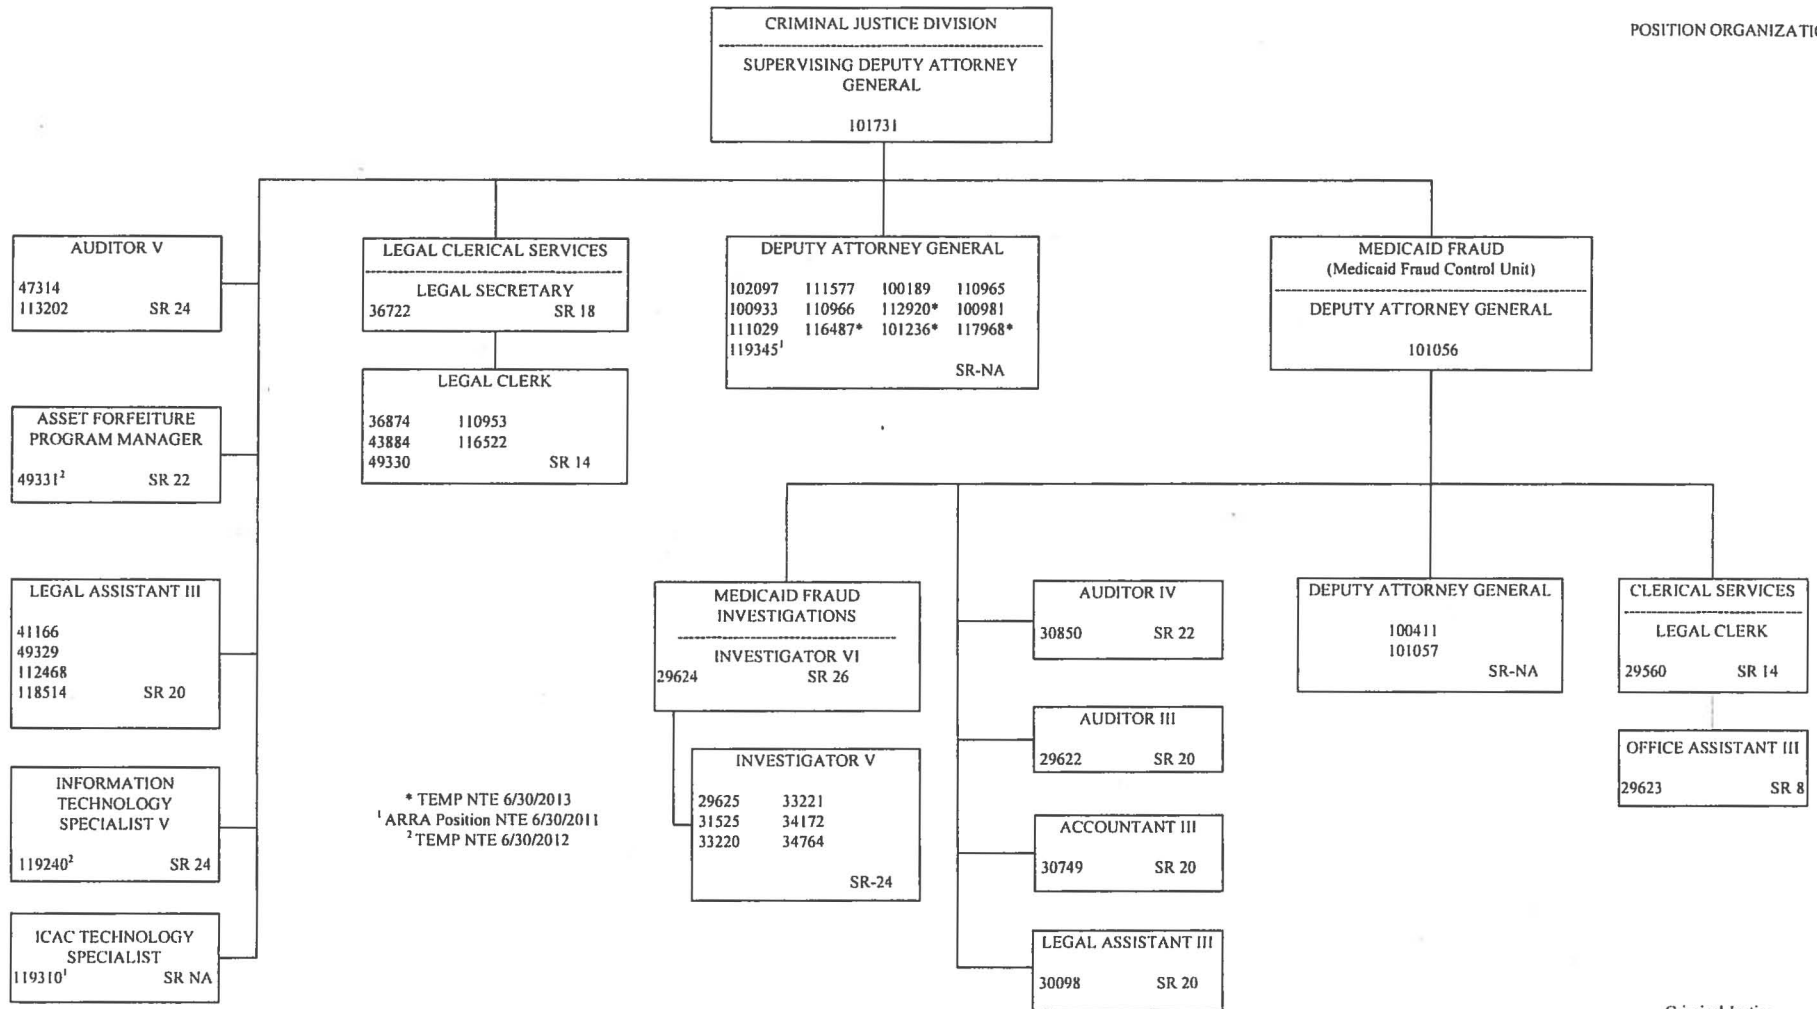 CRIMINAL JUSTICE DIVISION
SUPERVISING DEPUTY ATTORNEY
GENERAL
101731
POSITION
AUDITOR V
47314
113202 SR 24
ASSET FORFEITURE
PROGRAM MANAGER
49331² SR 22
LEGAL ASSISTANT III
41166
49329
112468
118514 SR 20
INFORMATION
TECHNOLOGY
SPECIALIST V
119240² SR 24
ICAC TECHNOLOGY
SPECIALIST
119310¹ SR NA
LEGAL CLERICAL SERVICES
LEGAL SECRETARY
36722 SR 18
LEGAL CLERK
36874 110953
43884 116522
49330 SR 14
DEPUTY ATTORNEY GENERAL
102097 111577 100189 110965
100933 110966 112920* 100981
111029 116487* 101236* 117968*
119345¹
SR-NA
MEDICAID FRAUD
(Medicaid Fraud Control Unit)
DEPUTY ATTORNEY GENERAL
101056
MEDICAID FRAUD
INVESTIGATIONS
INVESTIGATOR VI
29624 SR 26
INVESTIGATOR V
29625 33221
31525 34172
33220 34764
SR-24
AUDITOR IV
30850 SR 22
AUDITOR III
29622 SR 20
ACCOUNTANT III
30749 SR 20
LEGAL ASSISTANT III
30098 SR 20
DEPUTY ATTORNEY GENERAL
100411
101057
SR-NA
CLERICAL SERVICES
LEGAL CLERK
29560 SR 14
OFFICE ASSISTANT III
29623 SR 8
* TEMP NTE 6/30/2013
¹ ARRA Position NTE 6/30/2011
² TEMP NTE 6/30/2012